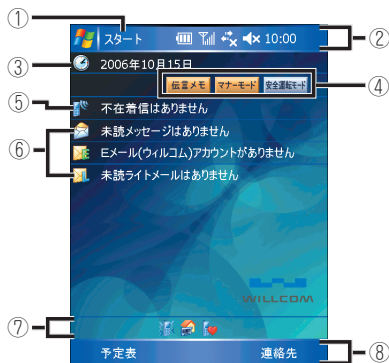 ①
スタート 10:00
②
③
2006年10月15日
伝言メモ マナーモード 安全運転モード
④
⑤
不在着信はありません
⑥
未読メッセージはありません
Eメール(ウィルコム)アカウントがありません
未読ライトメールはありません
WILLCOM
⑦
予定表 連絡先
⑧